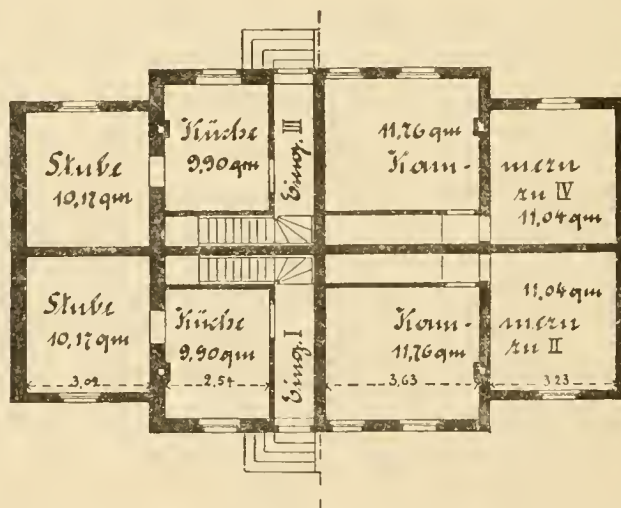 Stube
10,17 qm
Küche
9,90 qm
Eing. III
11,76 qm
Kam-
mern
zu IV
11,04 qm
Stube
10,17 qm
Küche
9,90 qm
Eing. I
Kam-
11,76 qm
11,04 qm
mern
zu II
2,54
3,63
3,23